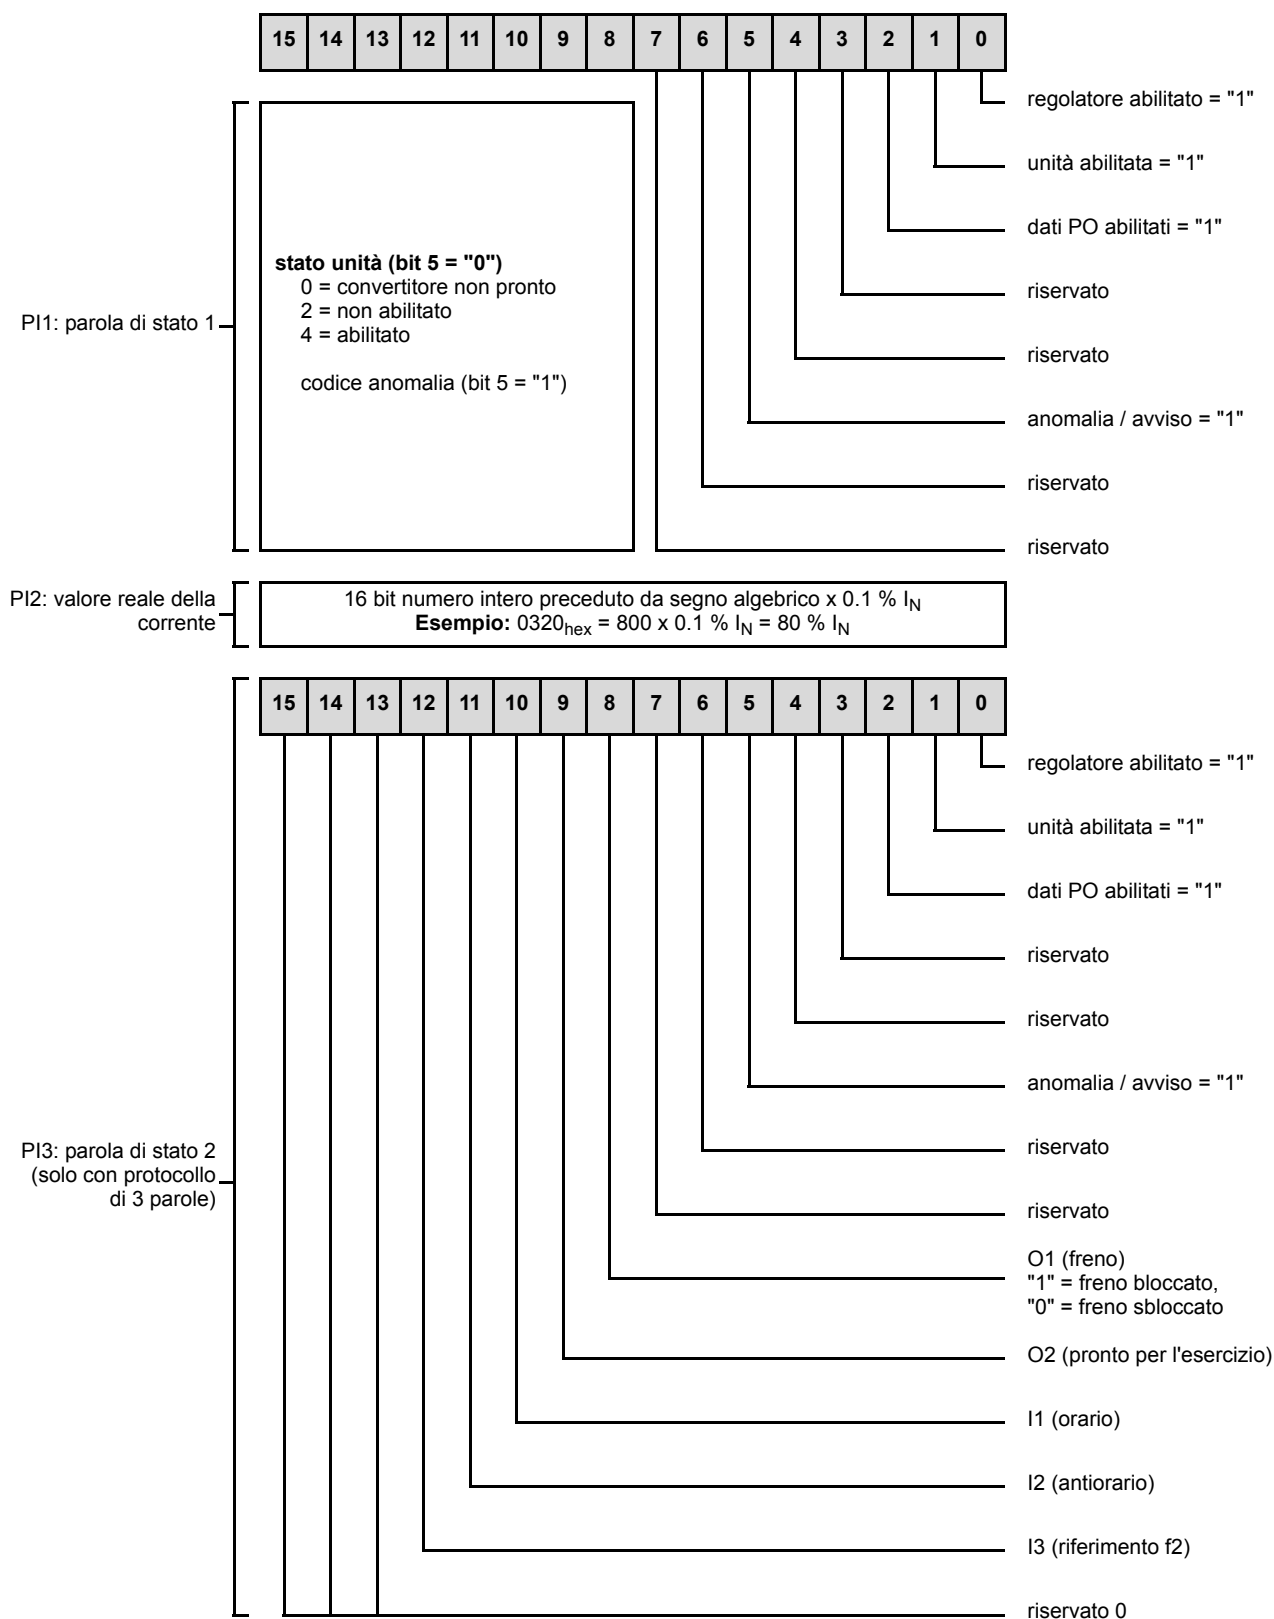 15 14 13 12 11 10 9 8 7 6 5 4 3 2 1 0
regolatore abilitato = "1"
unità abilitata = "1"
dati PO abilitati = "1"
riservato
riservato
anomalia / avviso = "1"
riservato
riservato
PI1: parola di stato 1
stato unità (bit 5 = "0")
0 = convertitore non pronto
2 = non abilitato
4 = abilitato
codice anomalia (bit 5 = "1")
PI2: valore reale della
corrente
16 bit numero intero preceduto da segno algebrico x 0.1 % IN
Esempio: 0320hex = 800 x 0.1 % IN = 80 % IN
15 14 13 12 11 10 9 8 7 6 5 4 3 2 1 0
regolatore abilitato = "1"
unità abilitata = "1"
dati PO abilitati = "1"
riservato
riservato
anomalia / avviso = "1"
riservato
riservato
PI3: parola di stato 2
(solo con protocollo
di 3 parole)
O1 (freno)
"1" = freno bloccato,
"0" = freno sbloccato
O2 (pronto per l'esercizio)
I1 (orario)
I2 (antiorario)
I3 (riferimento f2)
riservato 0